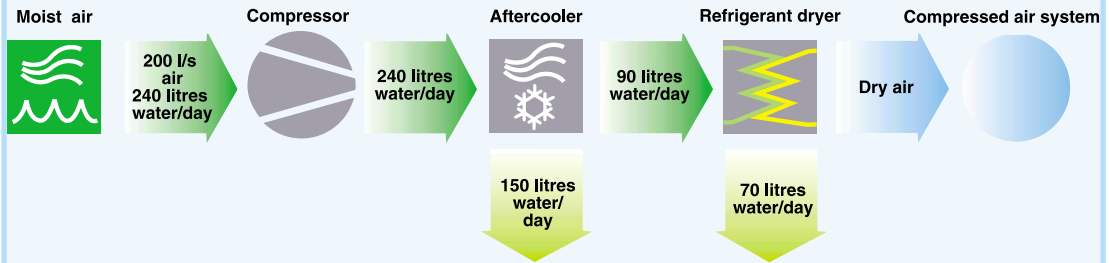 Moist air
Compressor
Aftercooler
Refrigerant dryer
Compressed air system
200 l/s
air
240 litres
water/day
240 litres
water/day
90 litres
water/day
Dry air
150 litres
water/
day
70 litres
water/day